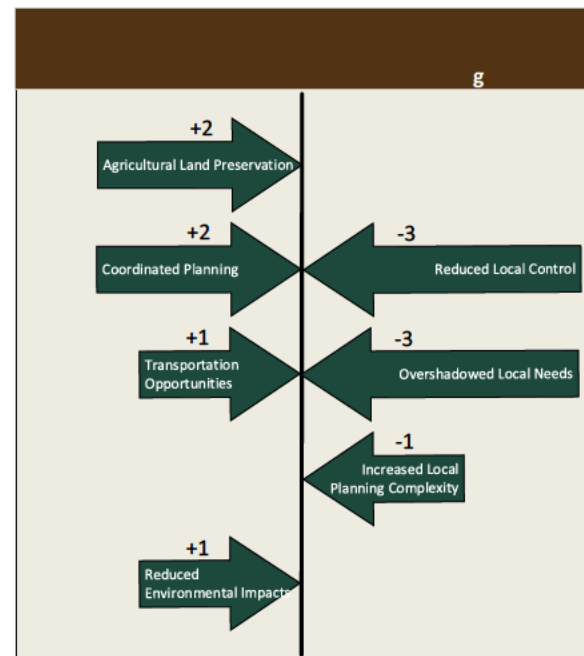 g
+2
Agricultural Land Preservation
+2
Coordinated Planning
-3
Reduced Local Control
+1
Transportation
Opportunities
-3
Overshadowed Local Needs
-1
Increased Local
Planning Complexity
+1
Reduced
Environmental Impacts